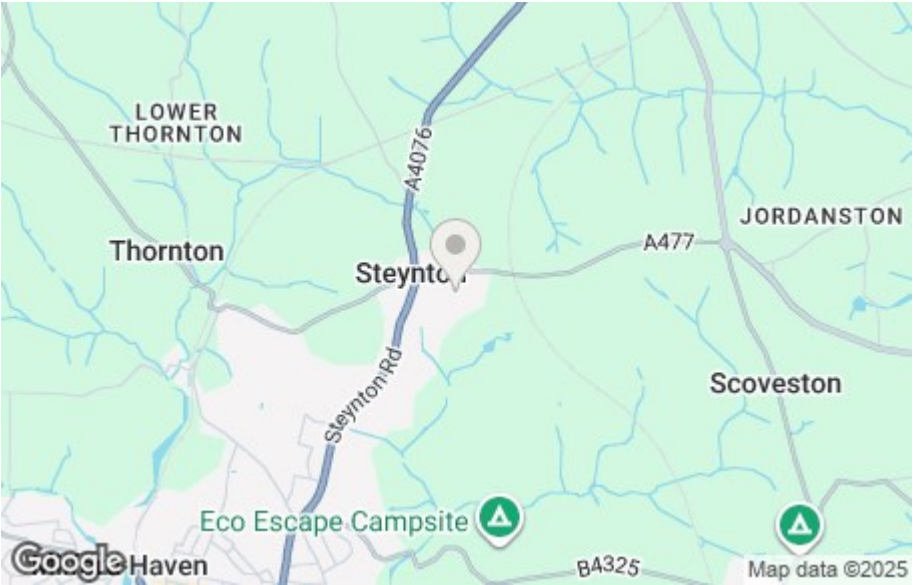 LOWER
THORNTON
A4076
JORDANSTON
Thornton
A477
Steynton
Scoveston
Steynton Rd
Eco Escape Campsite
Google
Haven
B4325
Map data ©2025